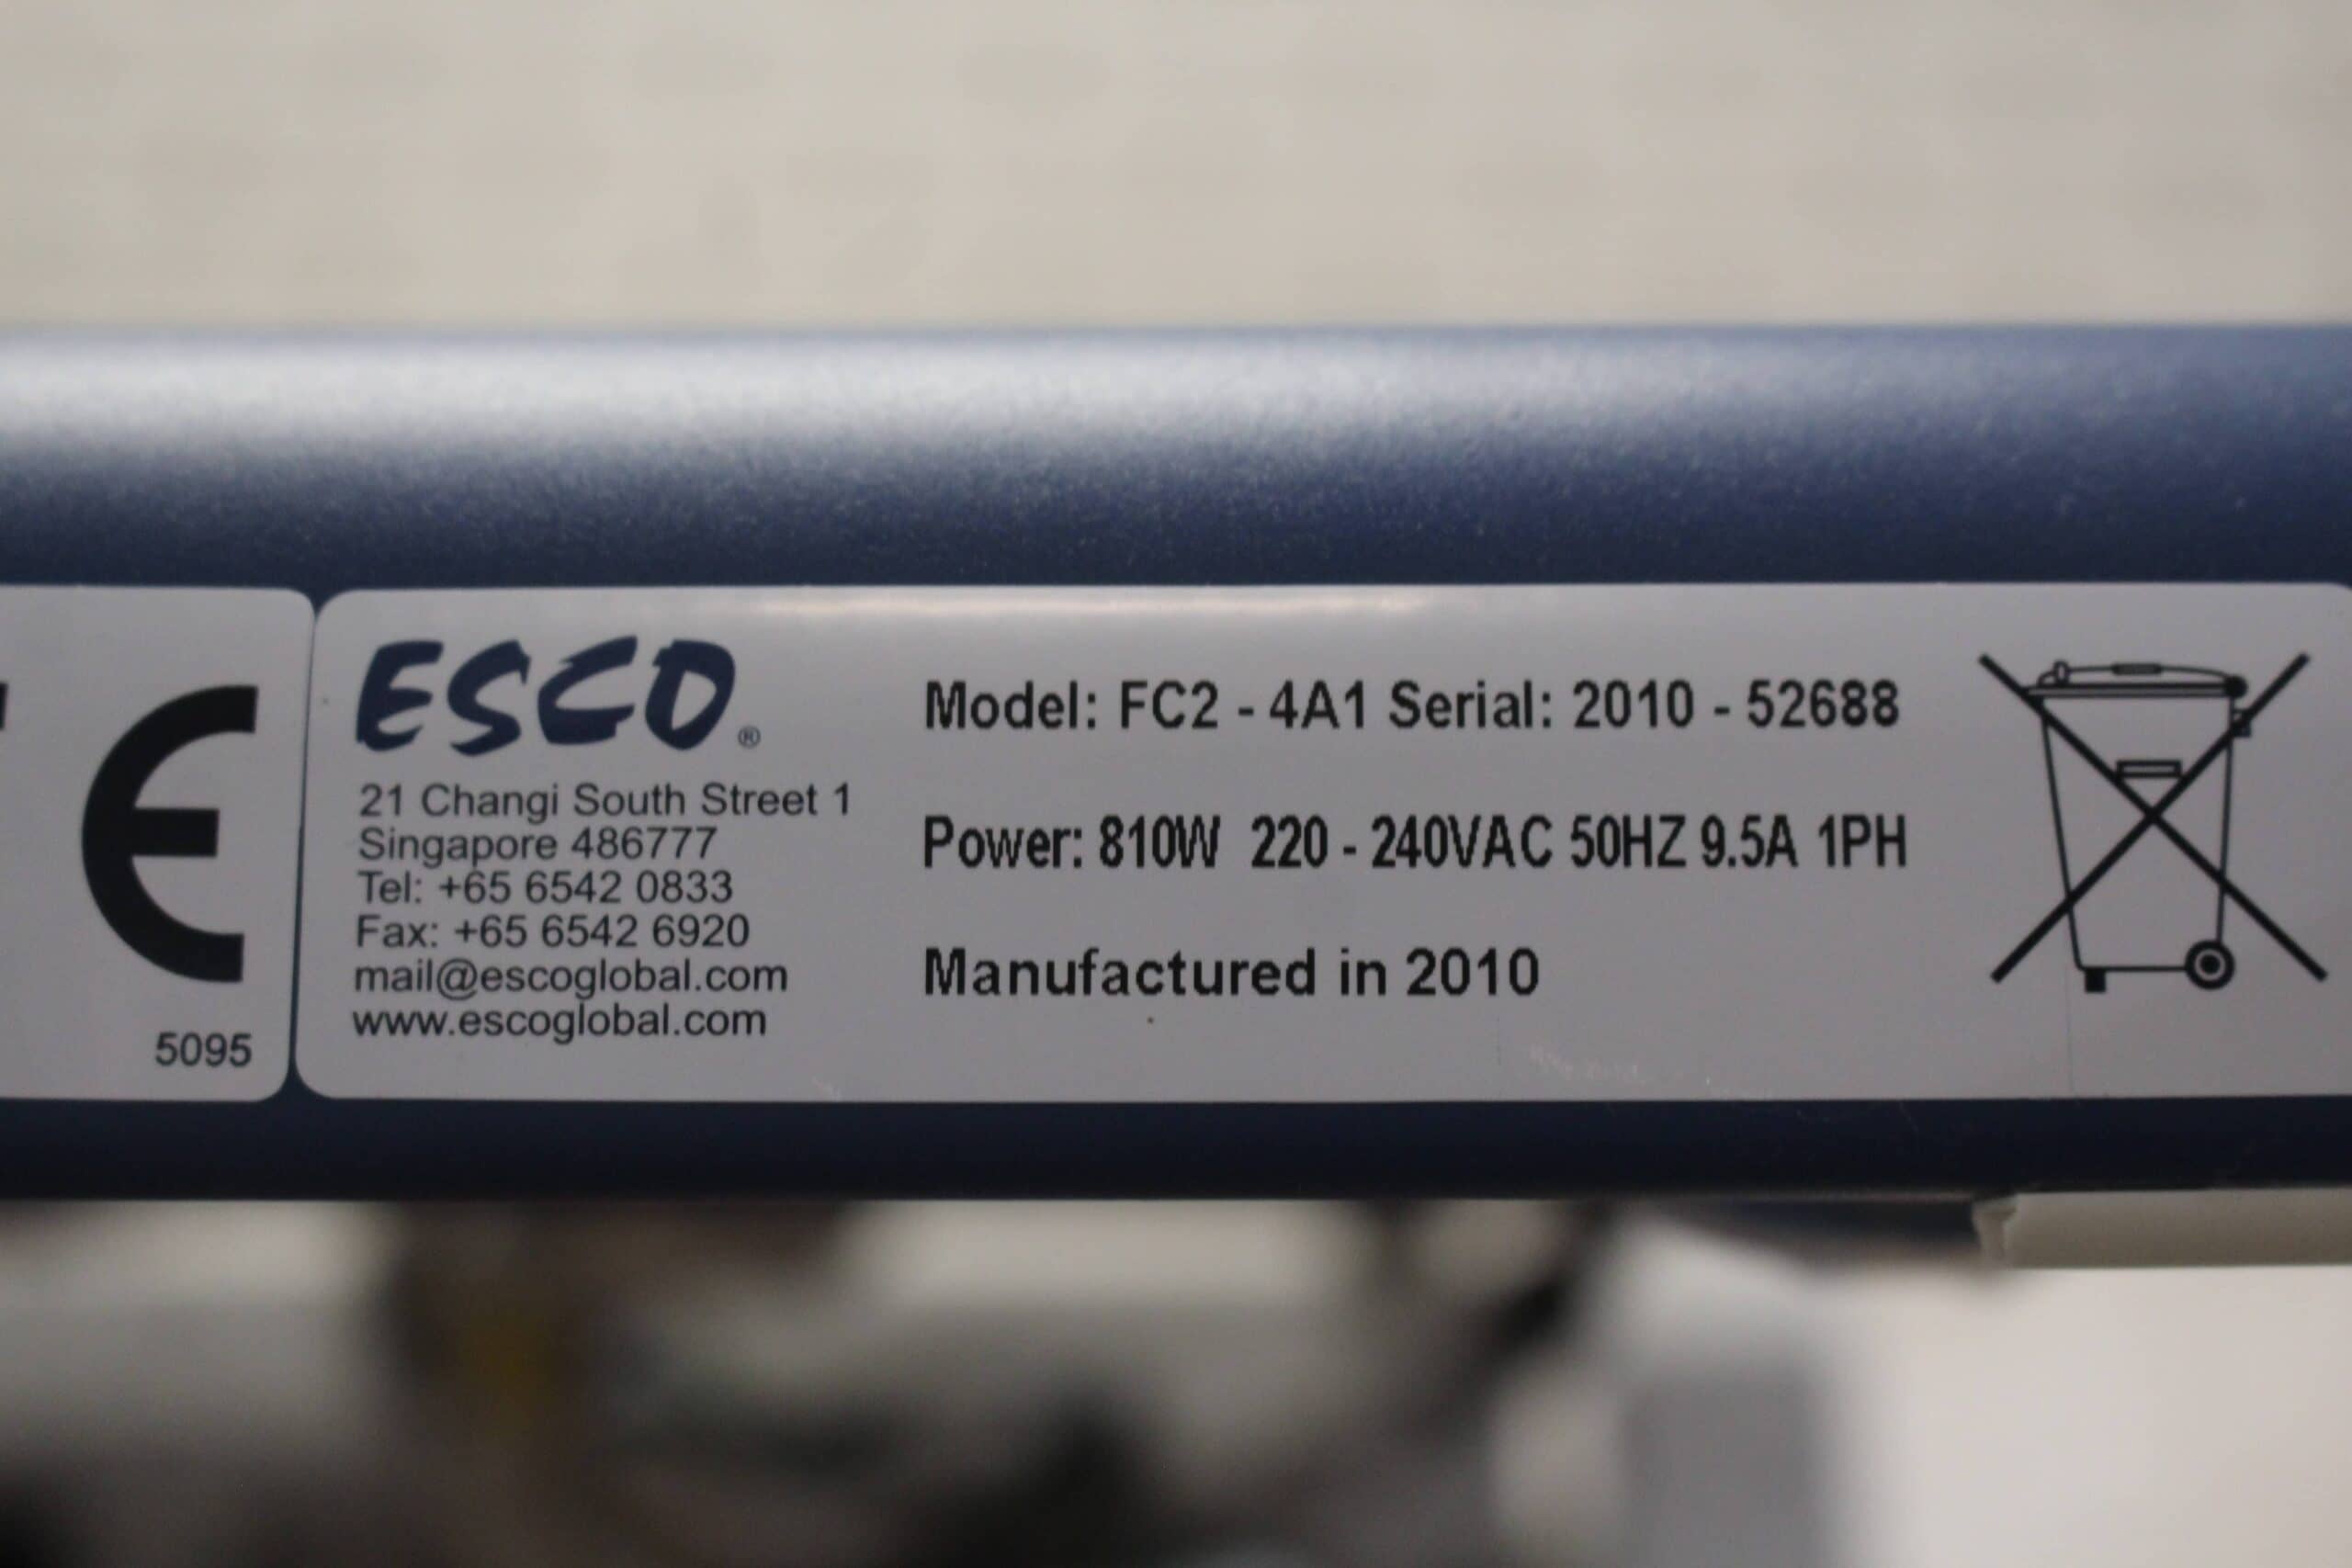 CE
5095
ESCO®
21 Changi South Street 1
Singapore 486777
Tel: +65 6542 0833
Fax: +65 6542 6920
mail@escoglobal.com
www.escoglobal.com
Model: FC2 - 4A1 Serial: 2010 - 52688
Power: 810W 220 - 240VAC 50HZ 9.5A 1PH
Manufactured in 2010